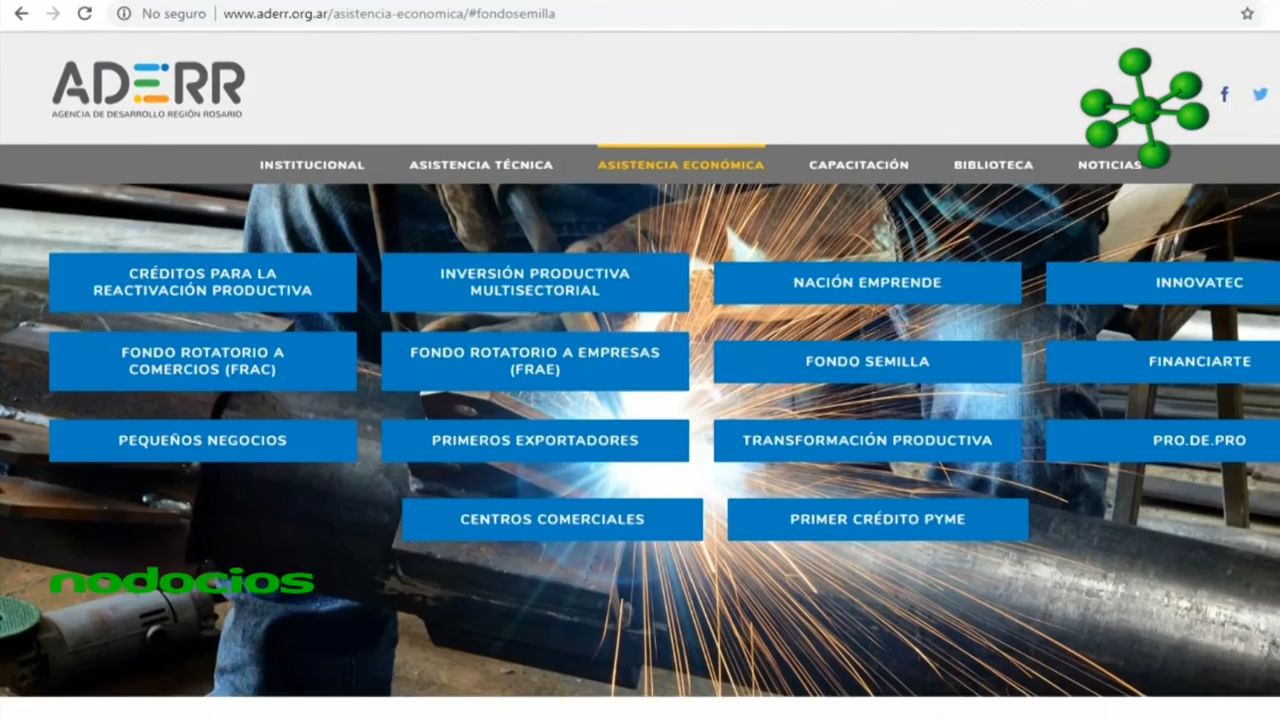 No seguro | www.aderr.org.ar/asistencia-economica/#fondosemilla
ADERR
AGENCIA DE DESARROLLO REGIÓN ROSARIO
INSTITUCIONAL ASISTENCIA TÉCNICA ASISTENCIA ECONÓMICA CAPACITACIÓN BIBLIOTECA NOTICIAS
CRÉDITOS PARA LA
REACTIVACIÓN PRODUCTIVA
INVERSIÓN PRODUCTIVA
MULTISECTORIAL
NACIÓN EMPRENDE
INNOVATEC
FONDO ROTATORIO A
COMERCIOS (FRAC)
FONDO ROTATORIO A EMPRESAS
(FRAE)
FONDO SEMILLA
FINANCIARTE
PEQUEÑOS NEGOCIOS
PRIMEROS EXPORTADORES
TRANSFORMACIÓN PRODUCTIVA
PRO.DE.PRO
CENTROS COMERCIALES
PRIMER CRÉDITO PYME
nodocios